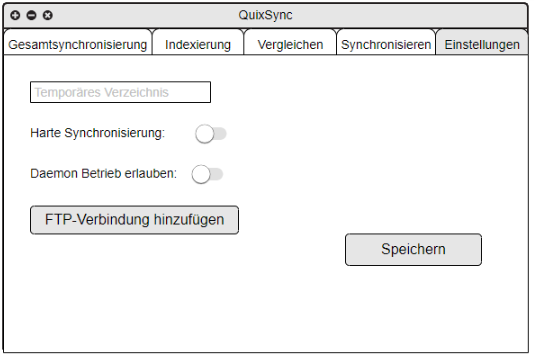 QuixSync
Gesamtsynchronisierung Indexierung Vergleichen Synchronisieren Einstellungen
Temporäres Verzeichnis
Harte Synchronisierung:
Daemon Betrieb erlauben:
FTP-Verbindung hinzufügen
Speichern